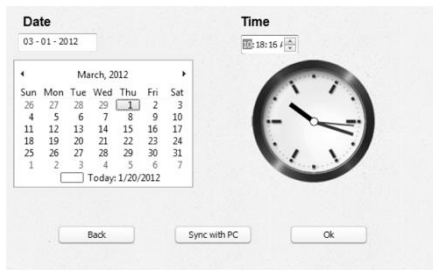 Date
Time
03 - 01 - 2012
:18:16
March, 2012
Sun Mon Tue Wed Thu Fri Sat
26 27 28 29 1 2 3
4 5 6 7 8 9 10
11 12 13 14 15 16 17
18 19 20 21 22 23 24
25 26 27 28 29 30 31
1 2 3 4 5 6 7
Today: 1/20/2012
Back
Sync with PC
Ok